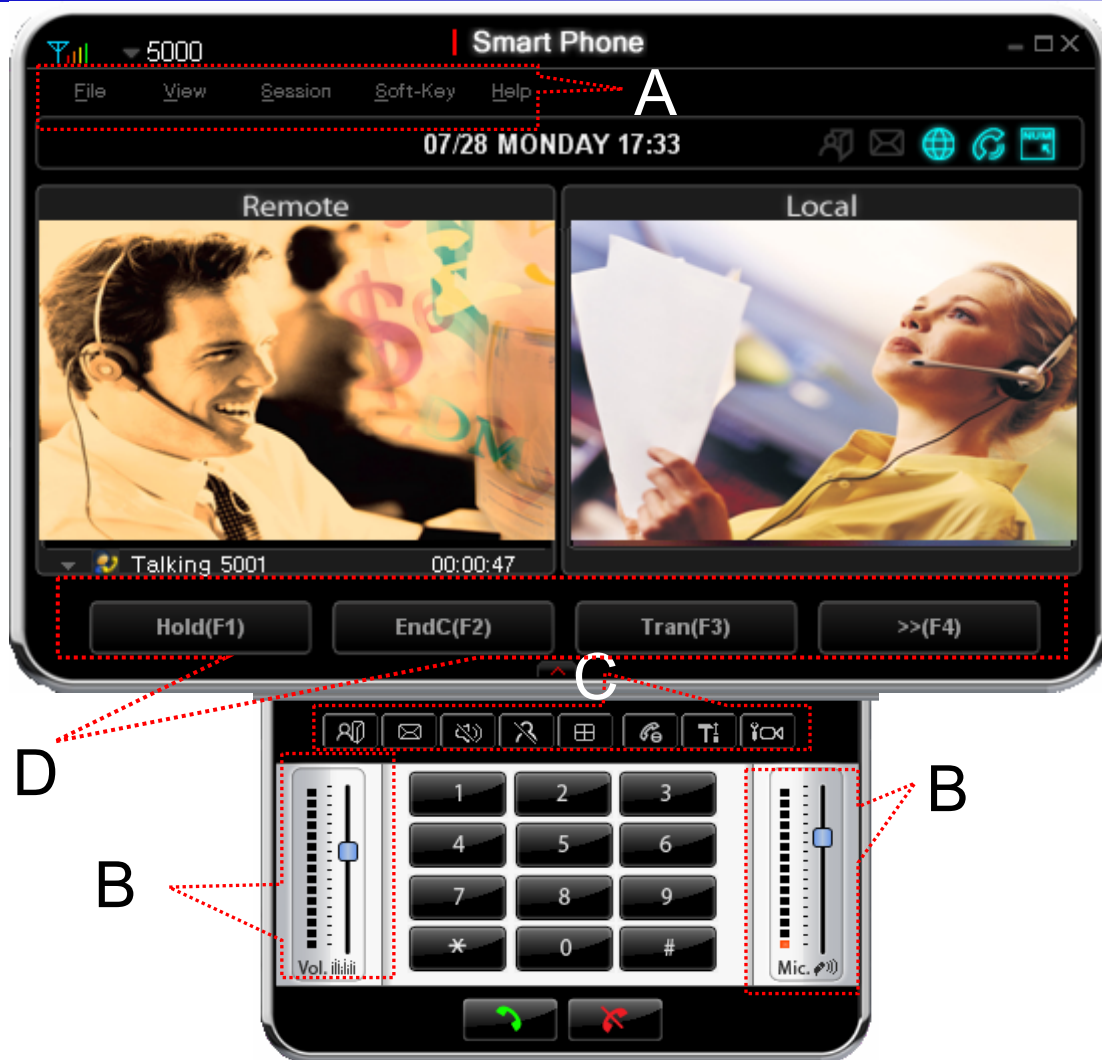 5000 Smart Phone
File View Session Soft-Key Help
A
07/28 MONDAY 17:33
NUM
Remote Local
$
DM
Talking 5001 00:00:47
Hold(F1) EndC(F2) Tran(F3) >>(F4)
C
D
1 2 3
B
4 5 6
B
7 8 9
* 0 #
Vol. Mic.